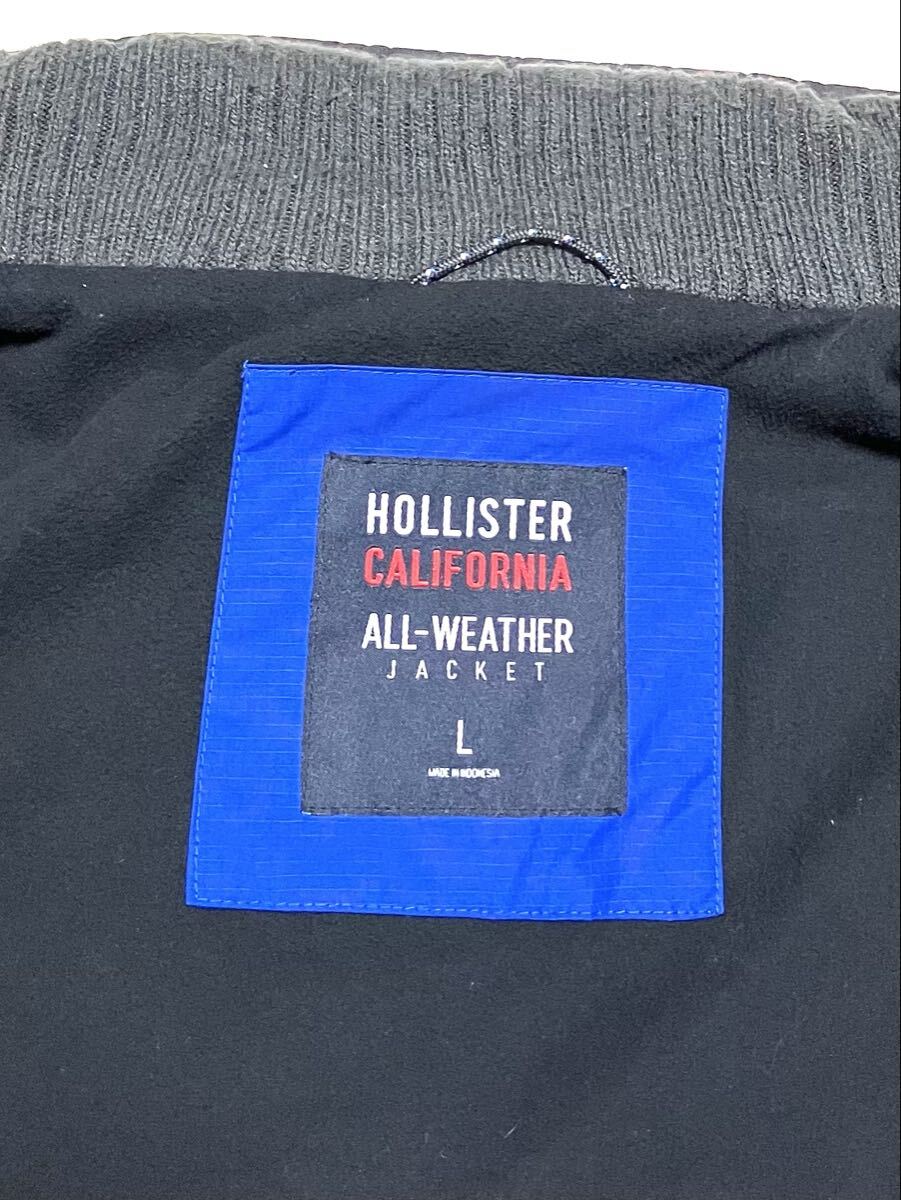 HOLLISTER
CALIFORNIA
ALL-WEATHER
JACKET
L
MADE IN INDONESIA